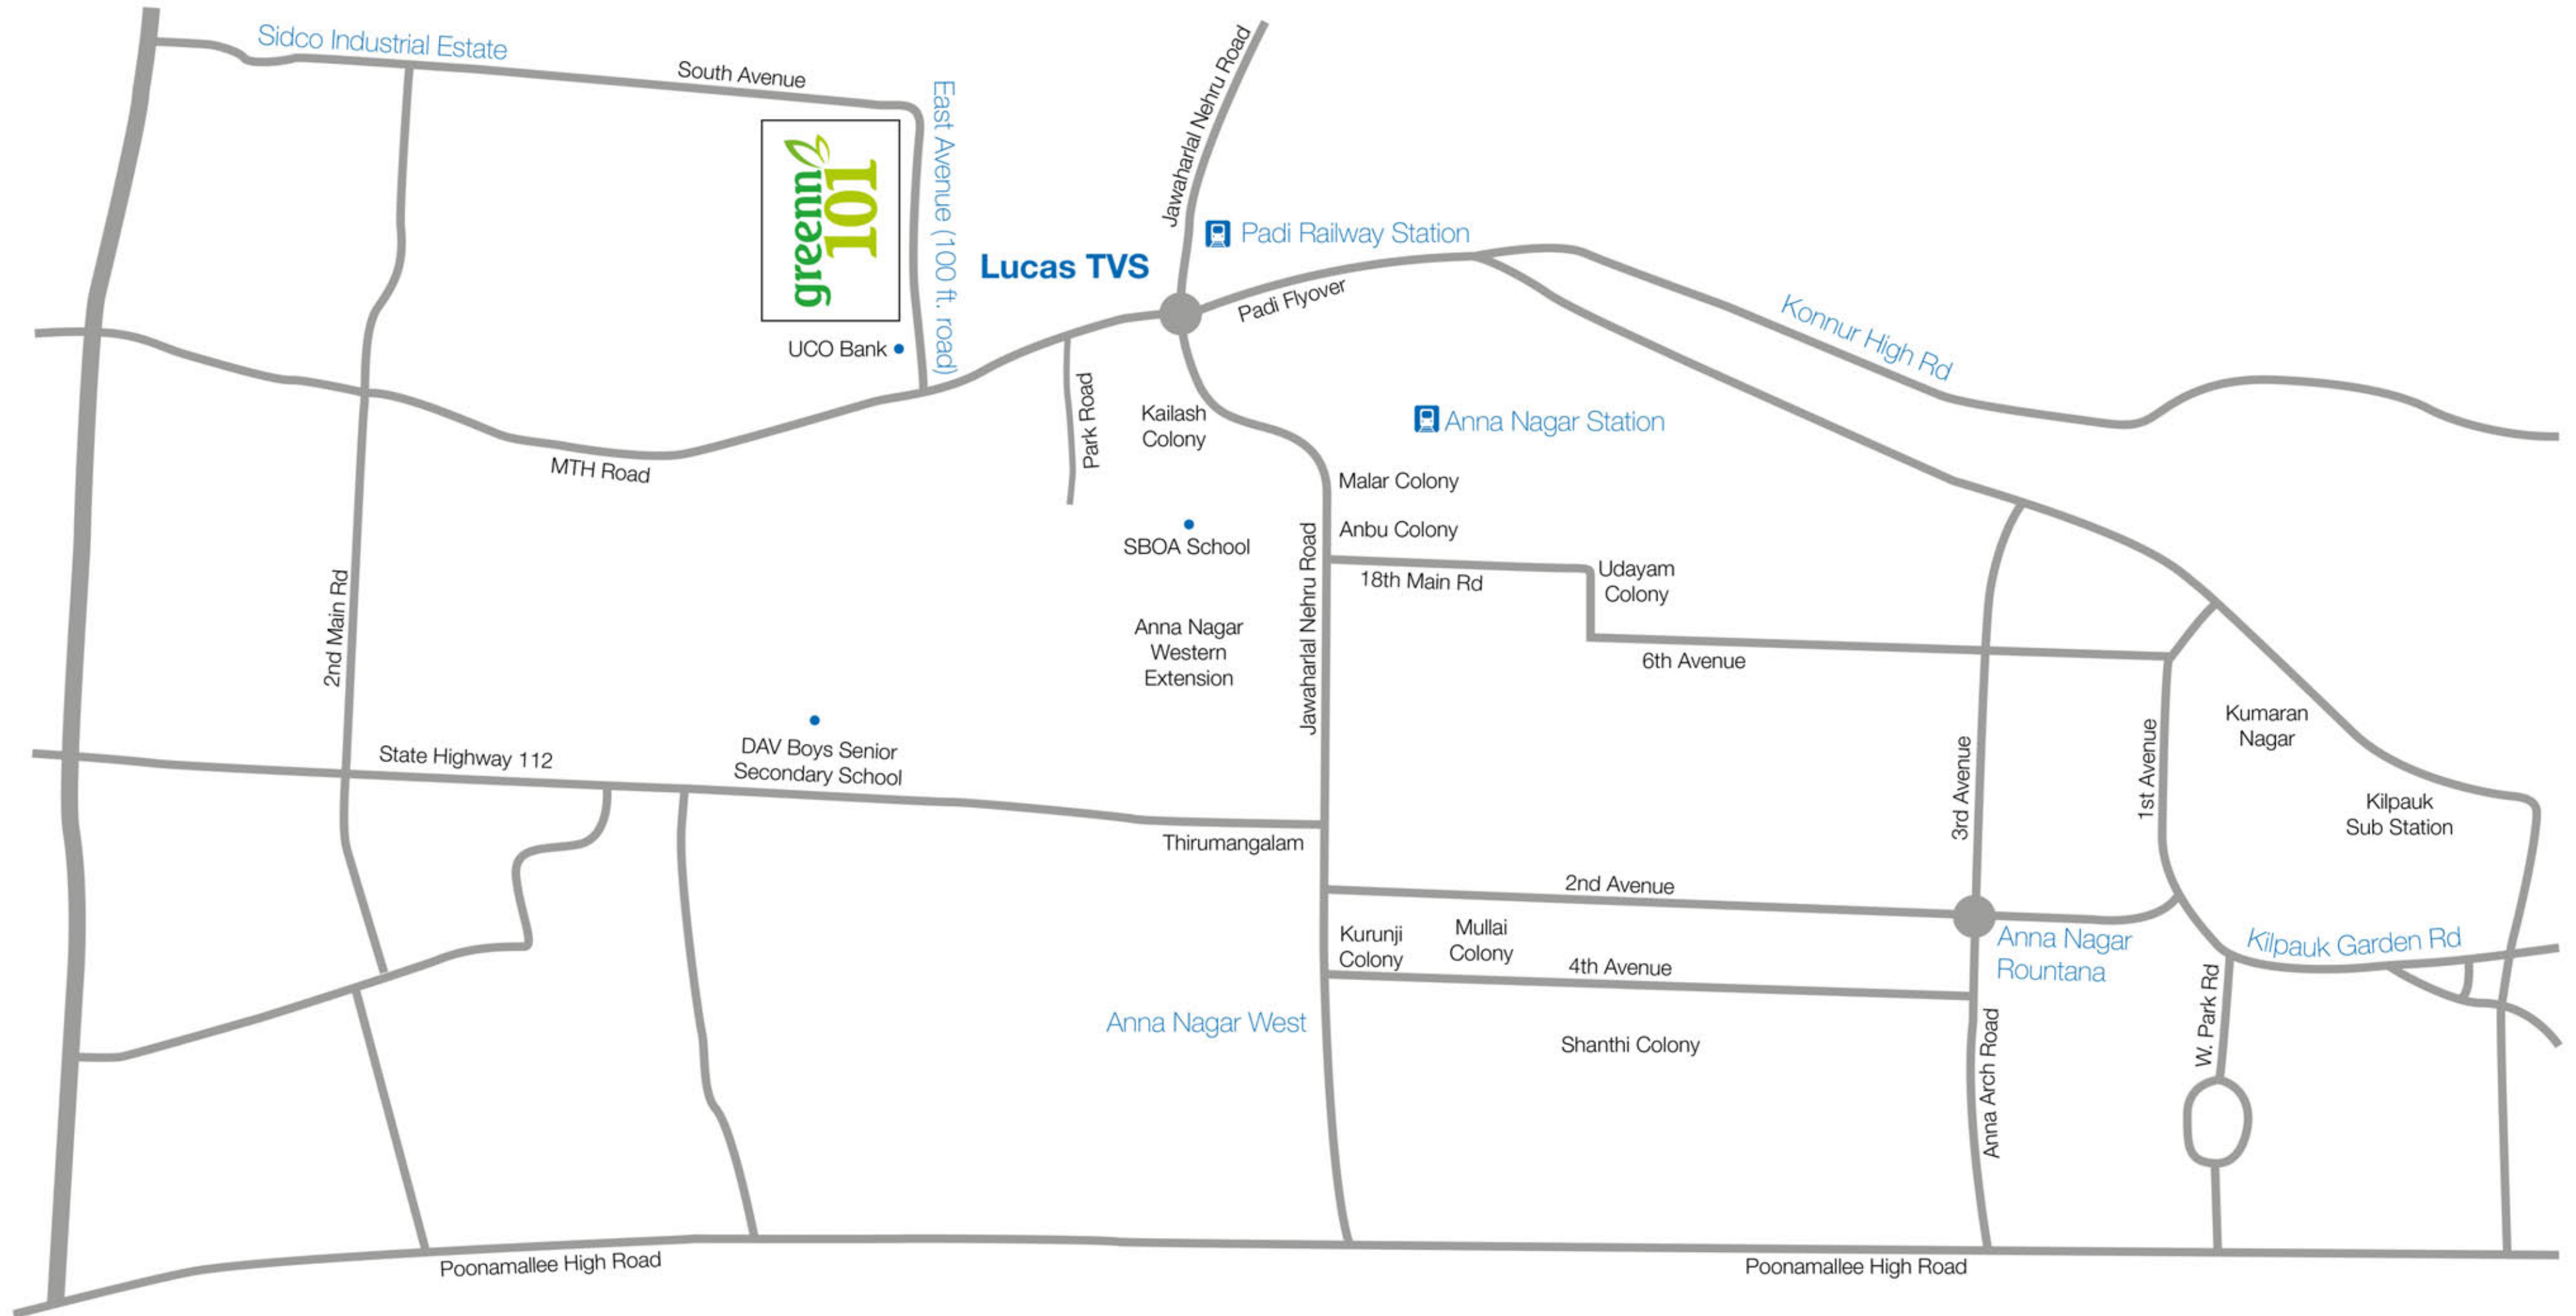 Sidco Industrial Estate
South Avenue
East Avenue (100 ft. road)
Jawaharlal Nehru Road
greenn
101
Padi Railway Station
Lucas TVS
Padi Flyover
Konnur High Rd
UCO Bank
Park Road
Kailash
Colony
Anna Nagar Station
MTH Road
Malar Colony
Anbu Colony
SBOA School
18th Main Rd
Udayam
Colony
2nd Main Rd
Jawaharlal Nehru Road
Anna Nagar
Western
Extension
6th Avenue
Kumaran
Nagar
DAV Boys Senior
Secondary School
State Highway 112
3rd Avenue
1st Avenue
Kilpauk
Sub Station
Thirumangalam
2nd Avenue
Kurunji
Colony
Mullai
Colony
4th Avenue
Anna Nagar
Rountana
Kilpauk Garden Rd
W. Park Rd
Anna Nagar West
Shanthi Colony
Anna Arch Road
Poonamallee High Road
Poonamallee High Road